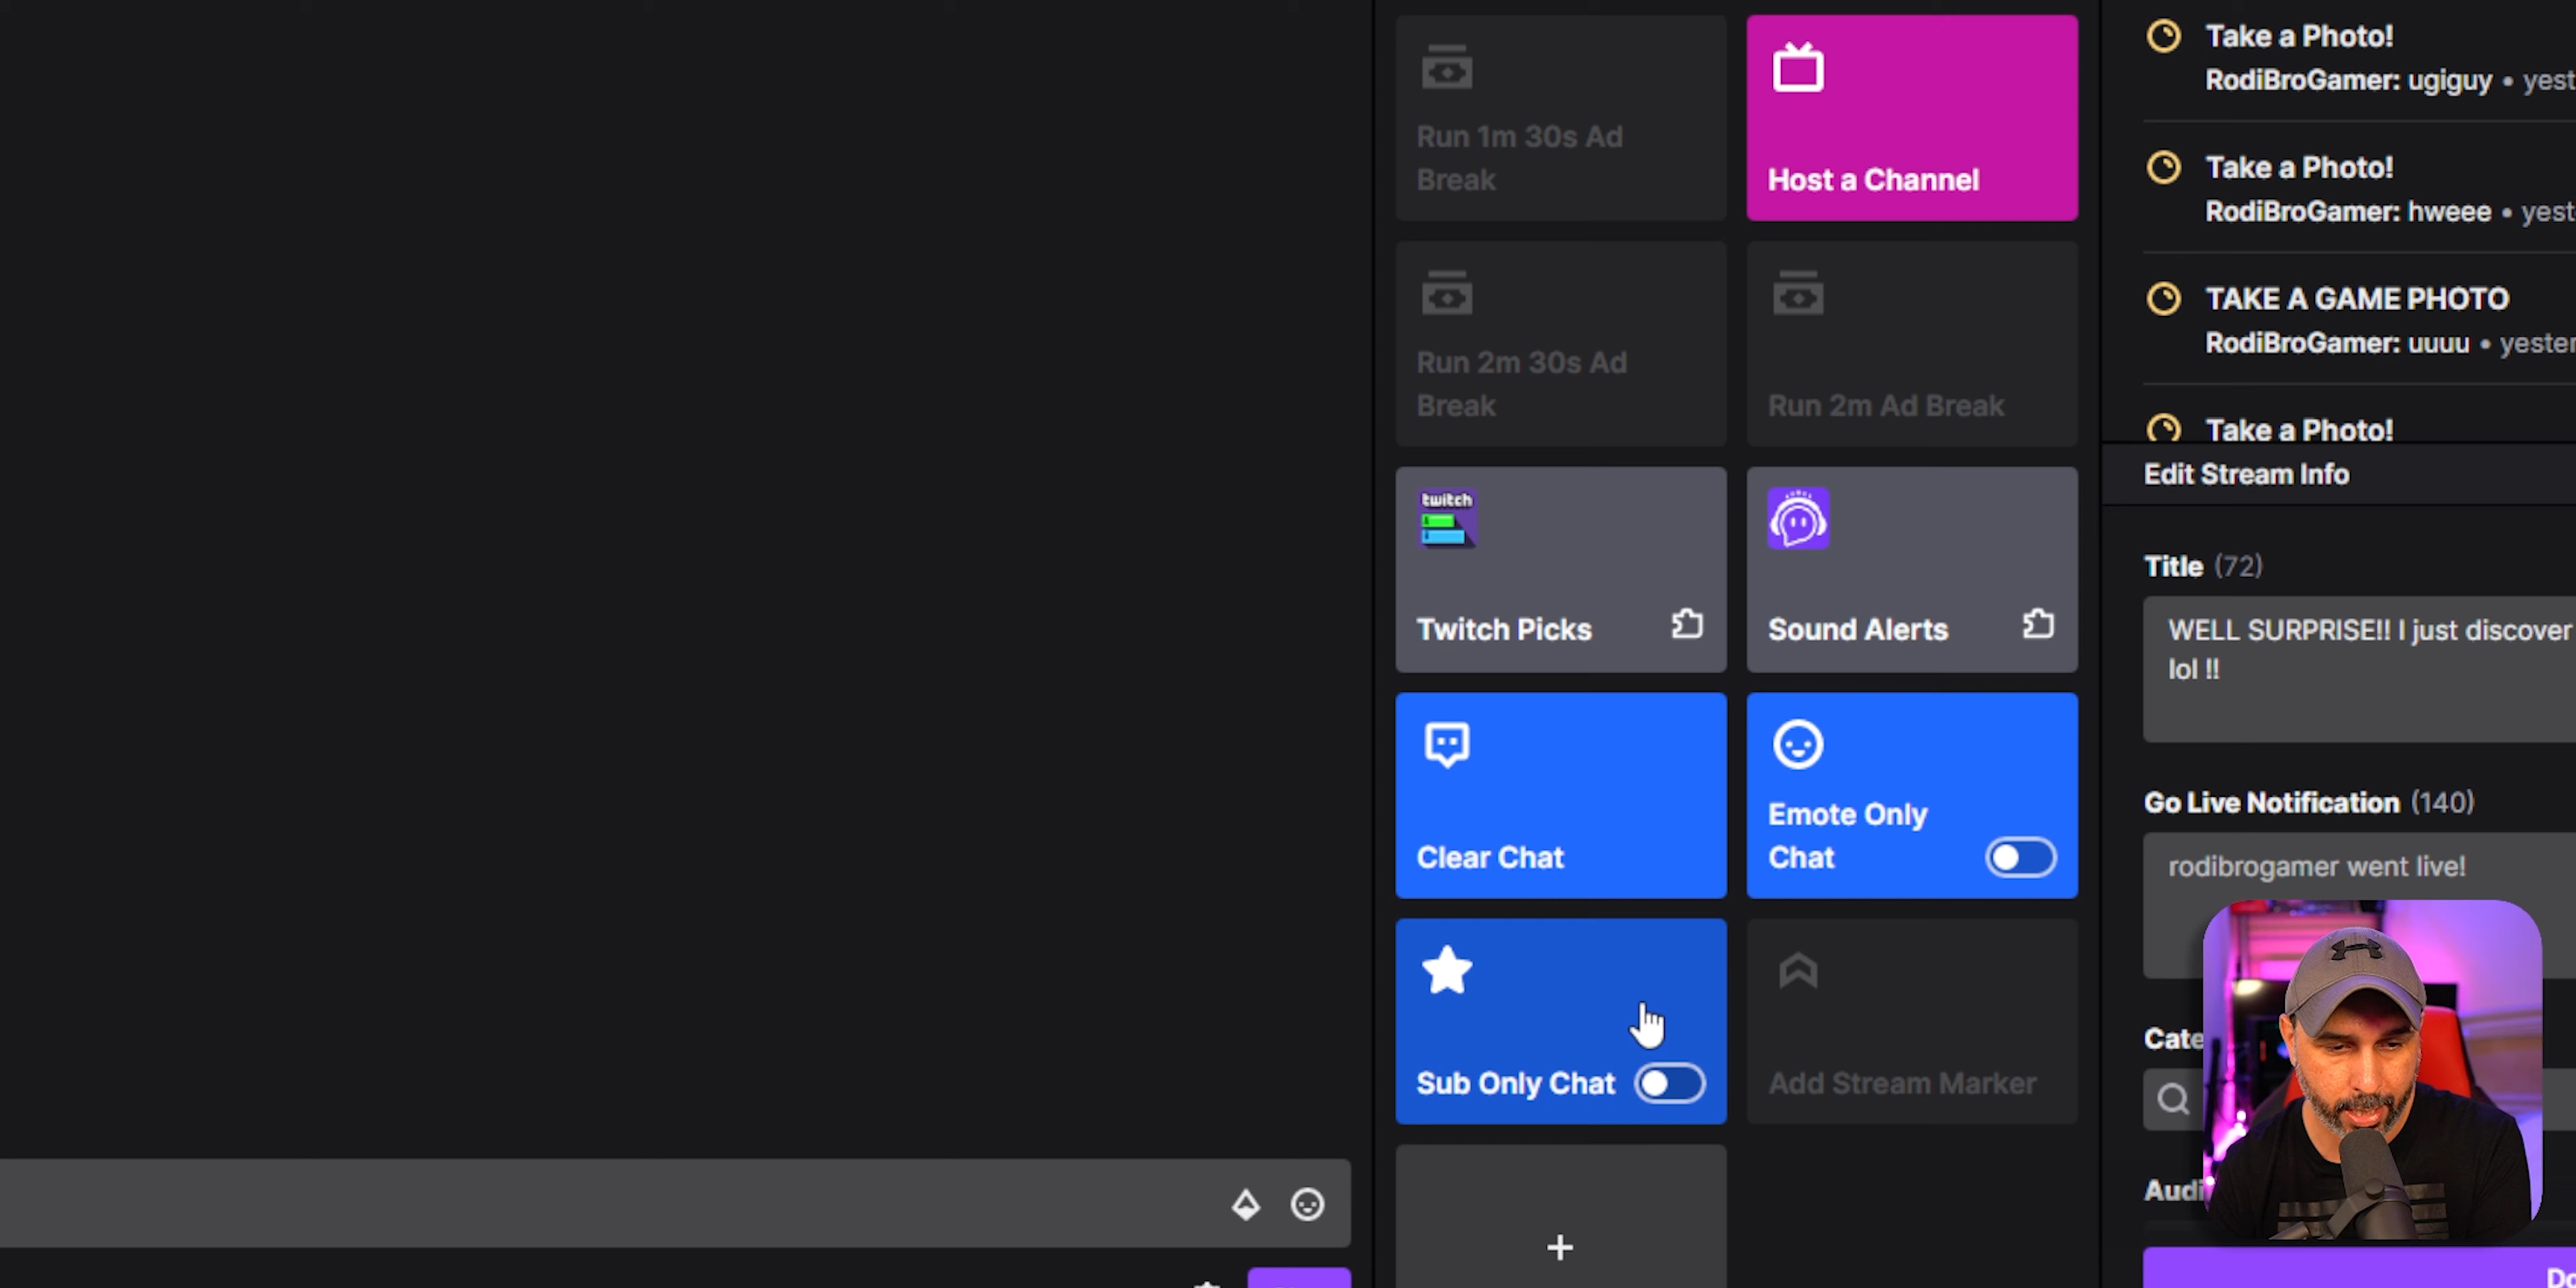 Run 1m 30s Ad
Break
Host a Channel
Run 2m 30s Ad
Break
Run 2m Ad Break
twitch
Twitch Picks
Sound Alerts
Clear Chat
Emote Only
Chat
Sub Only Chat
Add Stream Marker
+
Take a Photo!
RodiBroGamer: ugiguy • yest
Take a Photo!
RodiBroGamer: hweee • yest
TAKE A GAME PHOTO
RodiBroGamer: uuuu • yester
Take a Photo!
Edit Stream Info
Title (72)
WELL SURPRISE!! I just discover
lol !!
Go Live Notification (140)
rodibrogamer went live!
Cate
Audi
Do